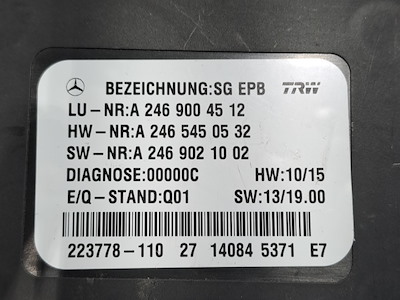 BEZEICHNUNG:SG EPB TRW
LU-NR:A 246 900 45 12
HW-NR:A 246 545 05 32
SW-NR:A 246 902 10 02
DIAGNOSE:00000C HW:10/15
E/Q-STAND:Q01 SW:13/19.00
223778-110 27 14084 5371 E7